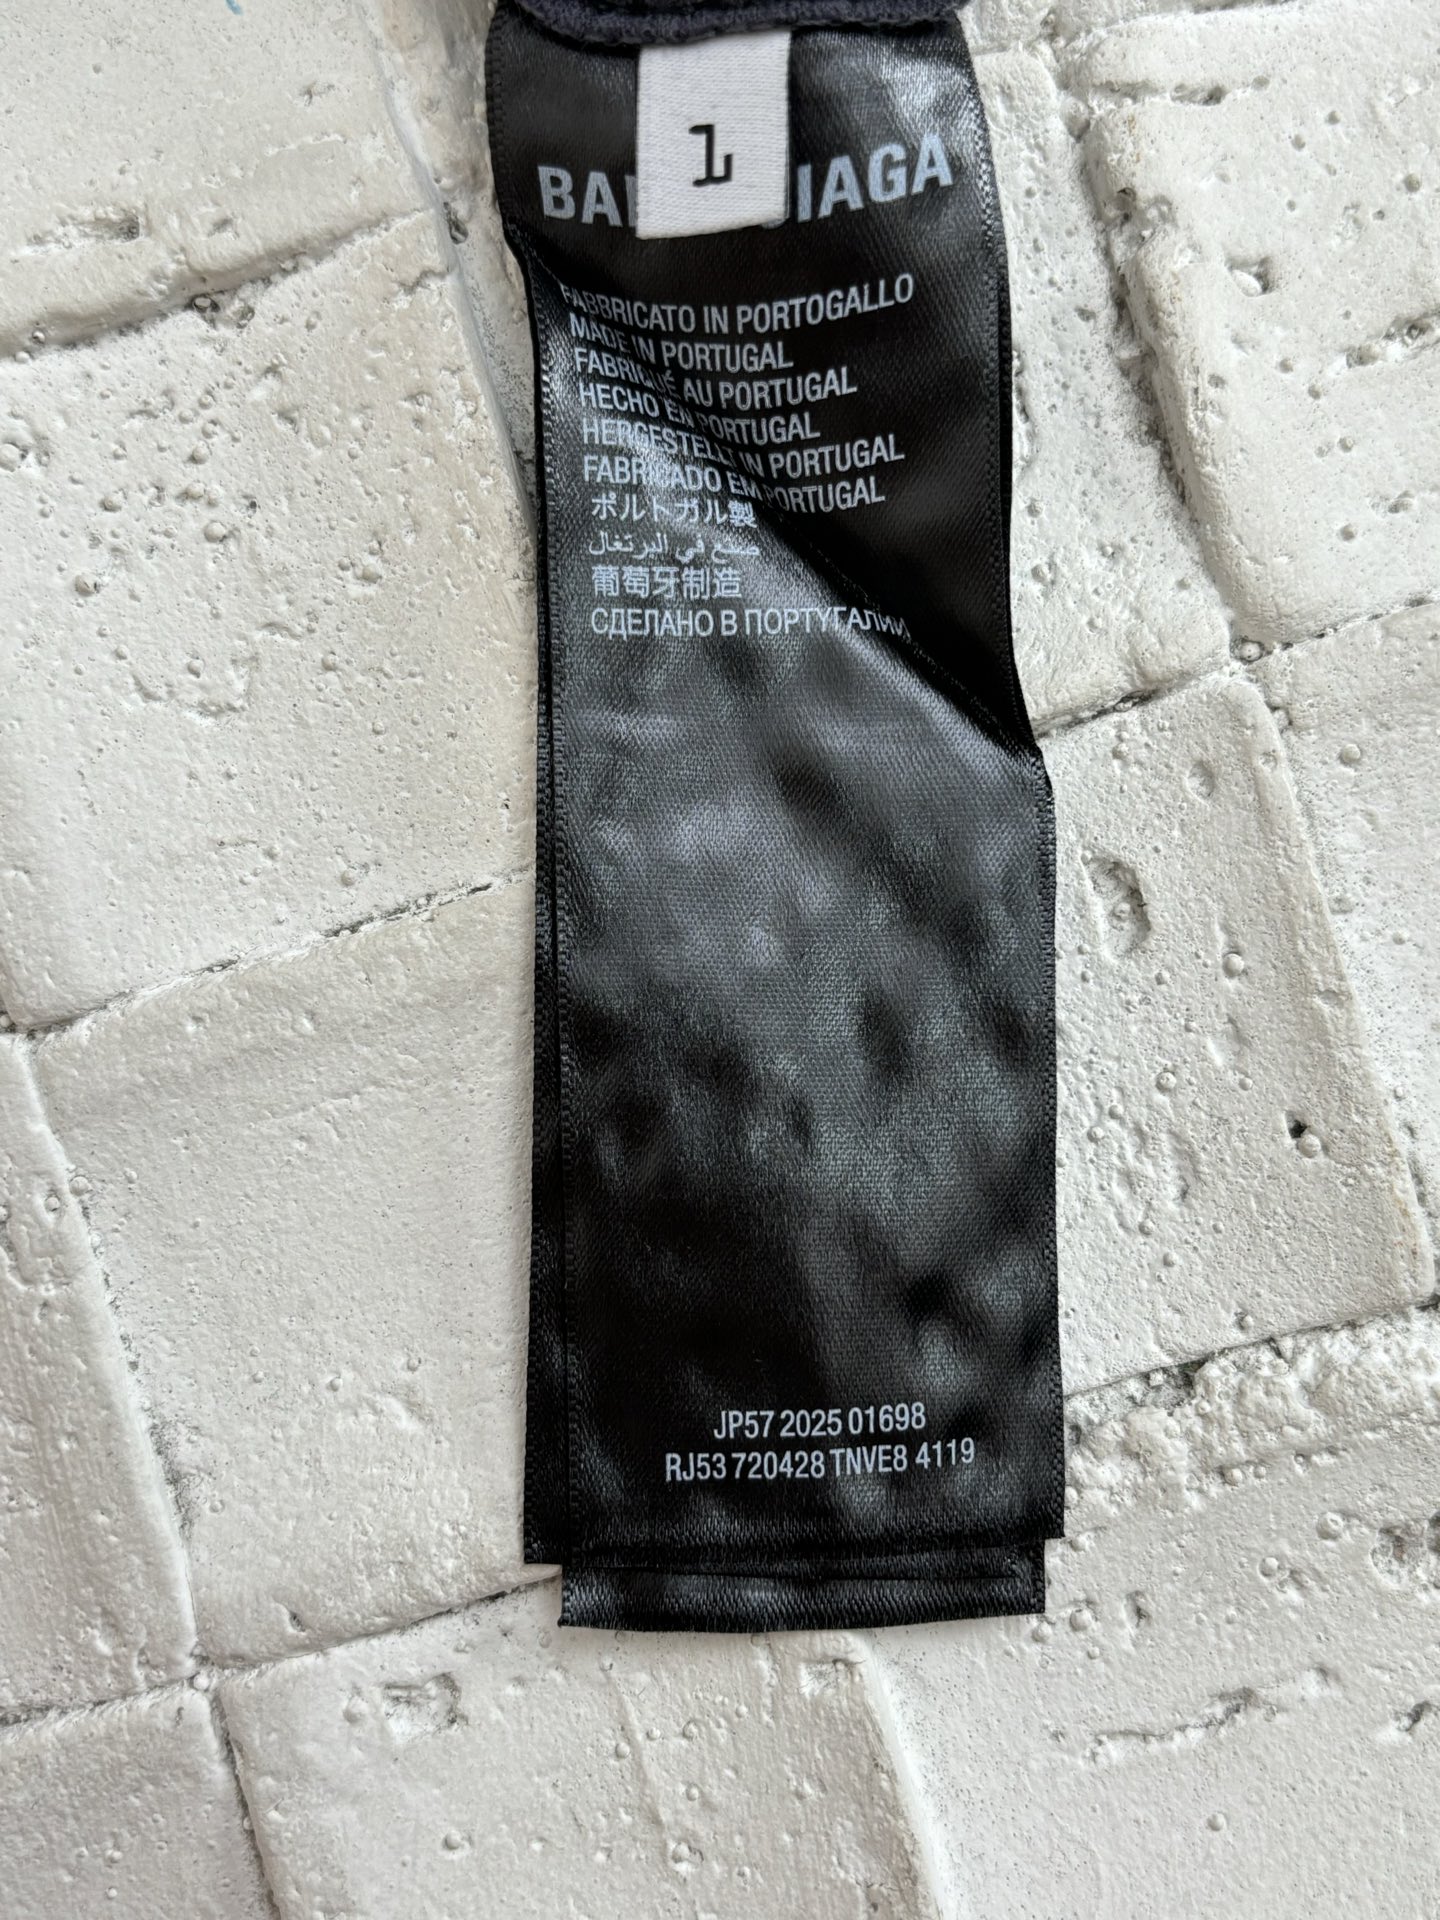 1
BAL IAGA
FABBRICATO IN PORTOGALLO
MADE IN PORTUGAL
FABRIQUÉ AU PORTUGAL
HECHO EN PORTUGAL
HERGESTELLT IN PORTUGAL
FABRICADO EM PORTUGAL
ポルトガル製
صنع في البرتغال
葡萄牙制造
СДЕЛАНО В ПОРТУГАЛИИ
JP57 2025 01698
RJ53 720428 TNVE8 4119